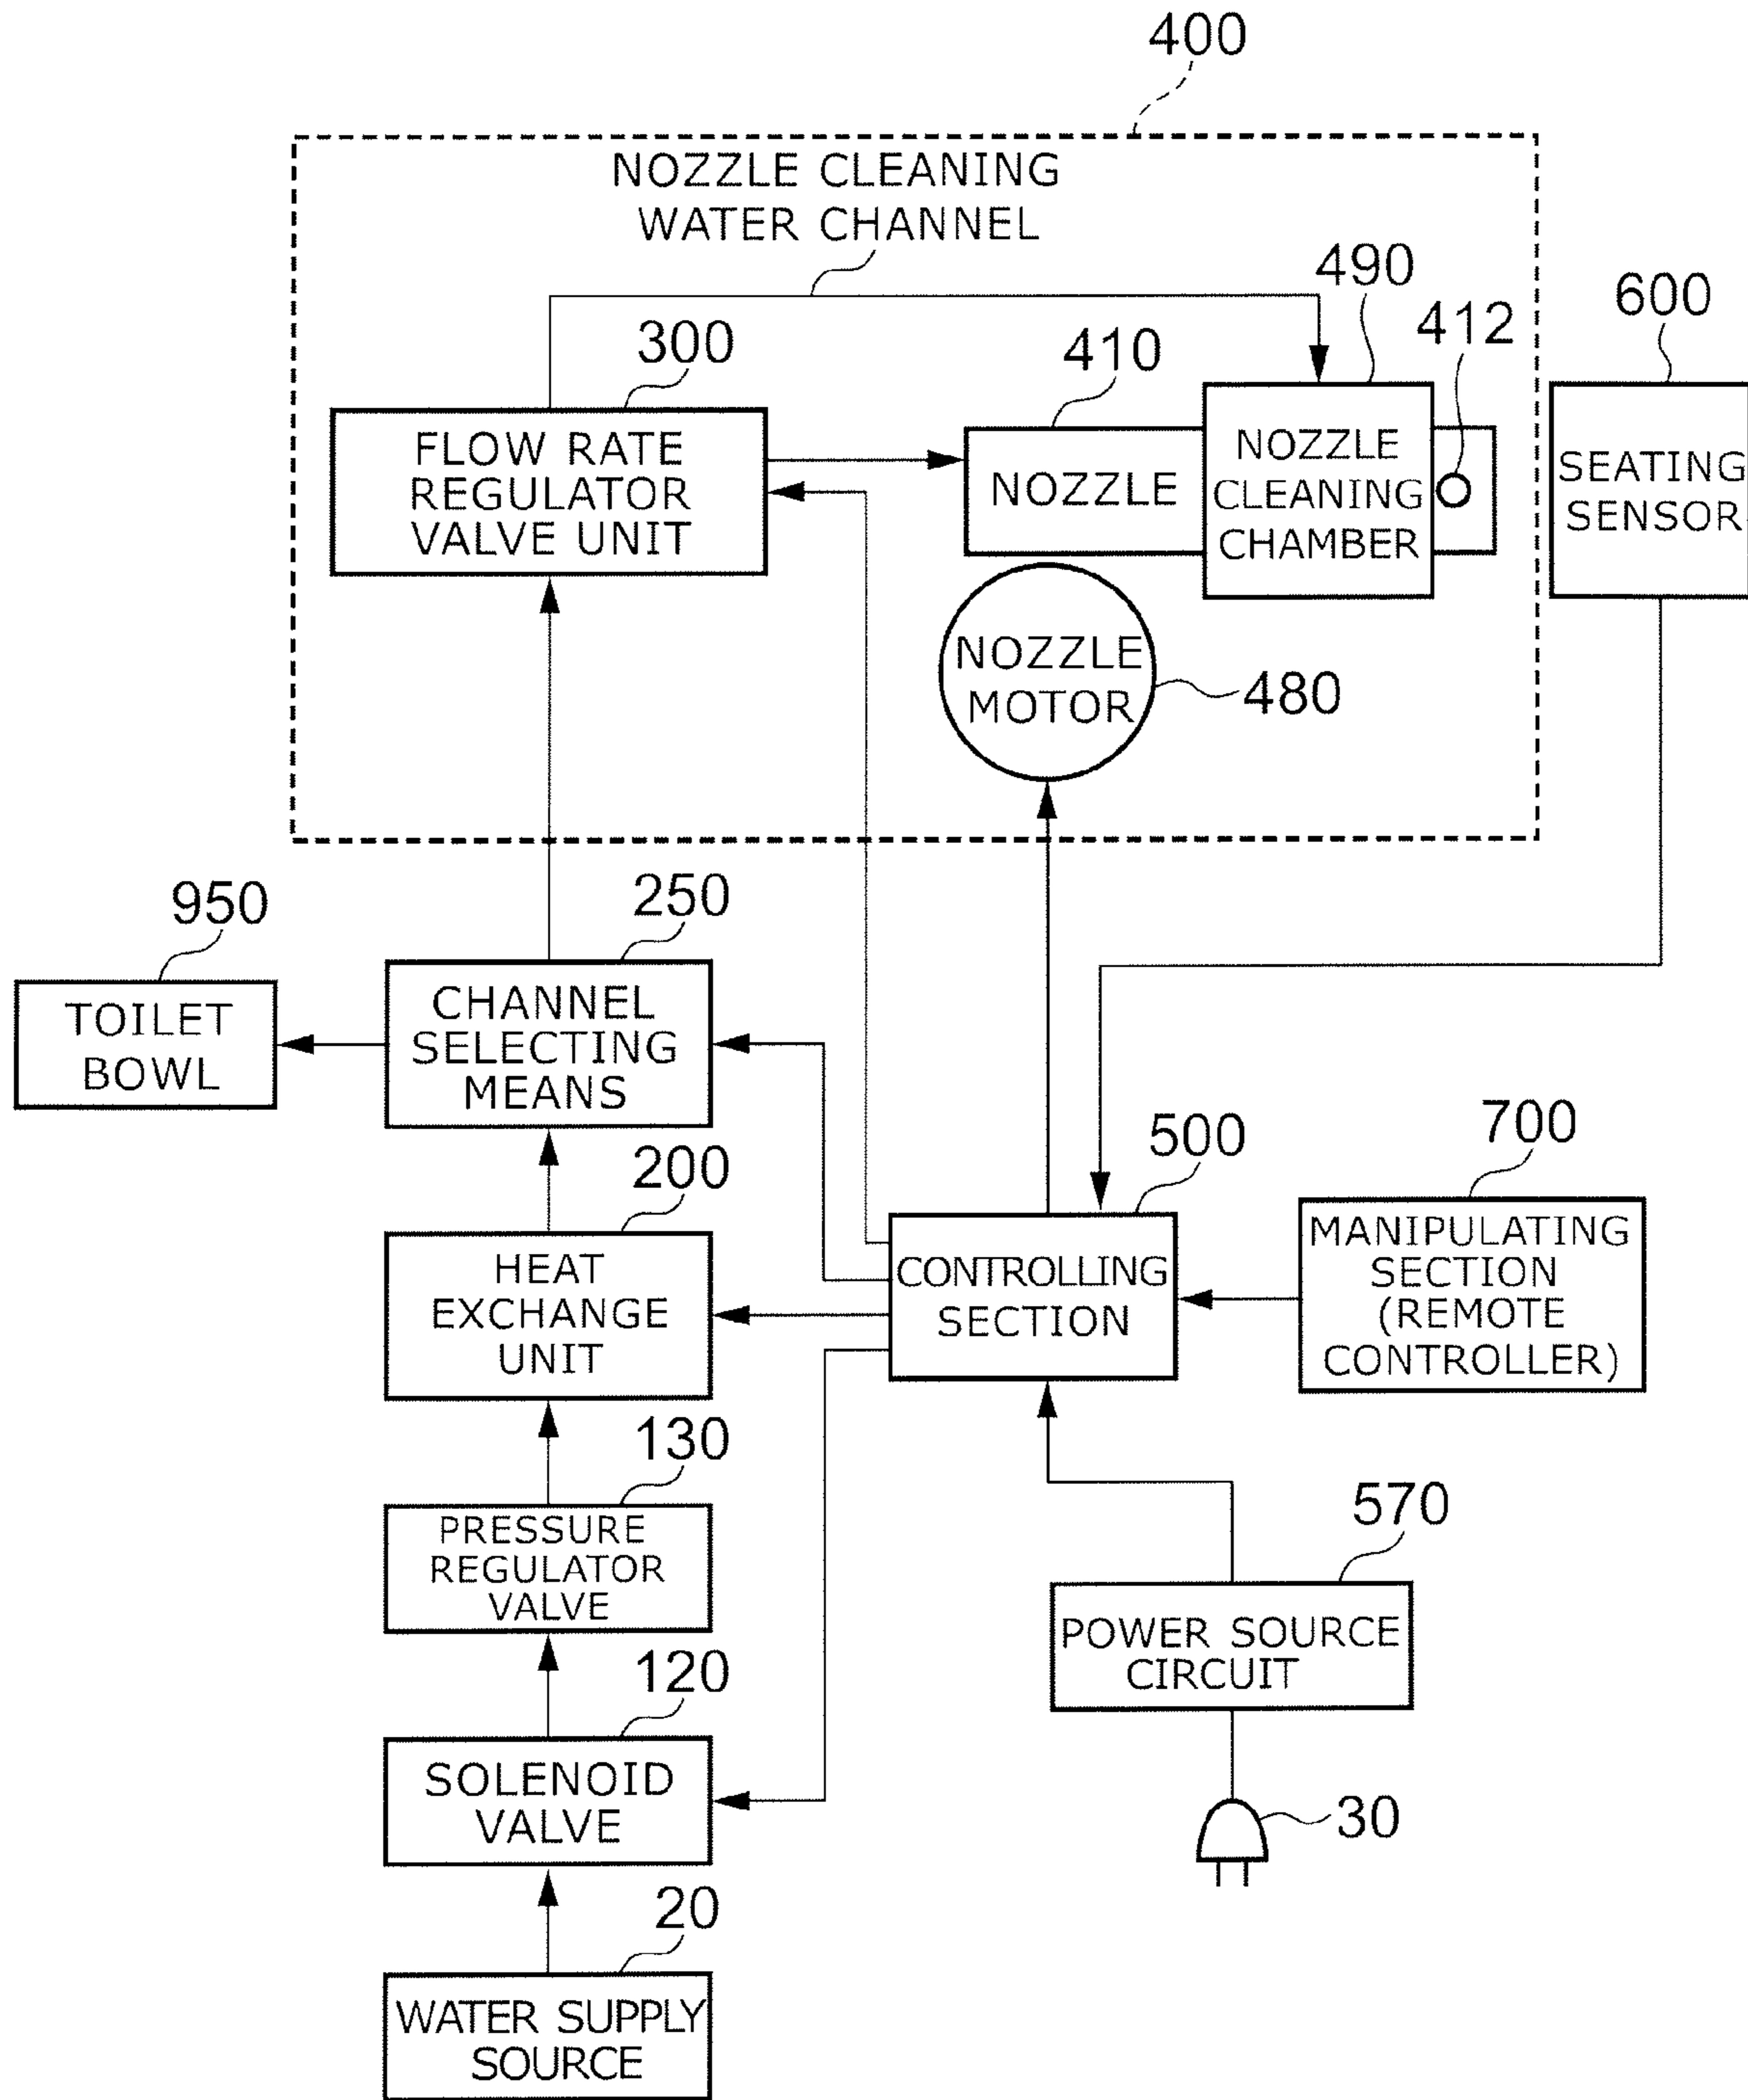 400
NOZZLE CLEANING
WATER CHANNEL
490
600
412
300
410
FLOW RATE
REGULATOR
VALVE UNIT
NOZZLE
NOZZLE
CLEANING
CHAMBER
SEATING
SENSOR
NOZZLE
MOTOR
480
950
250
TOILET
BOWL
CHANNEL
SELECTING
MEANS
500
700
200
HEAT
EXCHANGE
UNIT
CONTROLLING
SECTION
MANIPULATING
SECTION
(REMOTE
CONTROLLER)
130
PRESSURE
REGULATOR
VALVE
570
POWER SOURCE
CIRCUIT
120
SOLENOID
VALVE
30
20
WATER SUPPLY
SOURCE